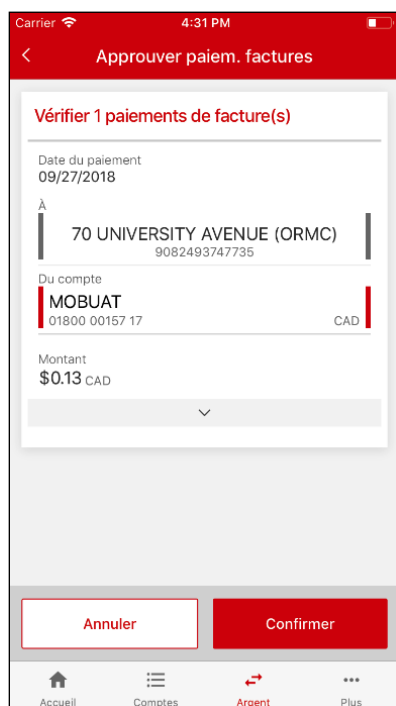 Carrier 4:31 PM
Approuver paiem. factures
Vérifier 1 paiements de facture(s)
Date du paiement
09/27/2018
À
70 UNIVERSITY AVENUE (ORMC)
9082493747735
Du compte
MOBUAT
01800 00157 17 CAD
Montant
$0.13 CAD
Annuler Confirmer
Accueil Comptes Argent Plus